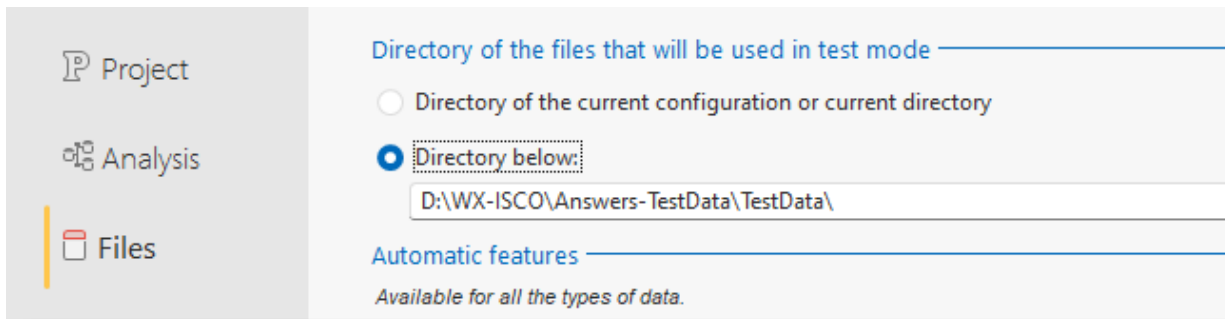 Project
Analysis
Files
Directory of the files that will be used in test mode
Directory of the current configuration or current directory
Directory below:
D:\WX-ISCO\Answers-TestData\TestData\
Automatic features
Available for all the types of data.